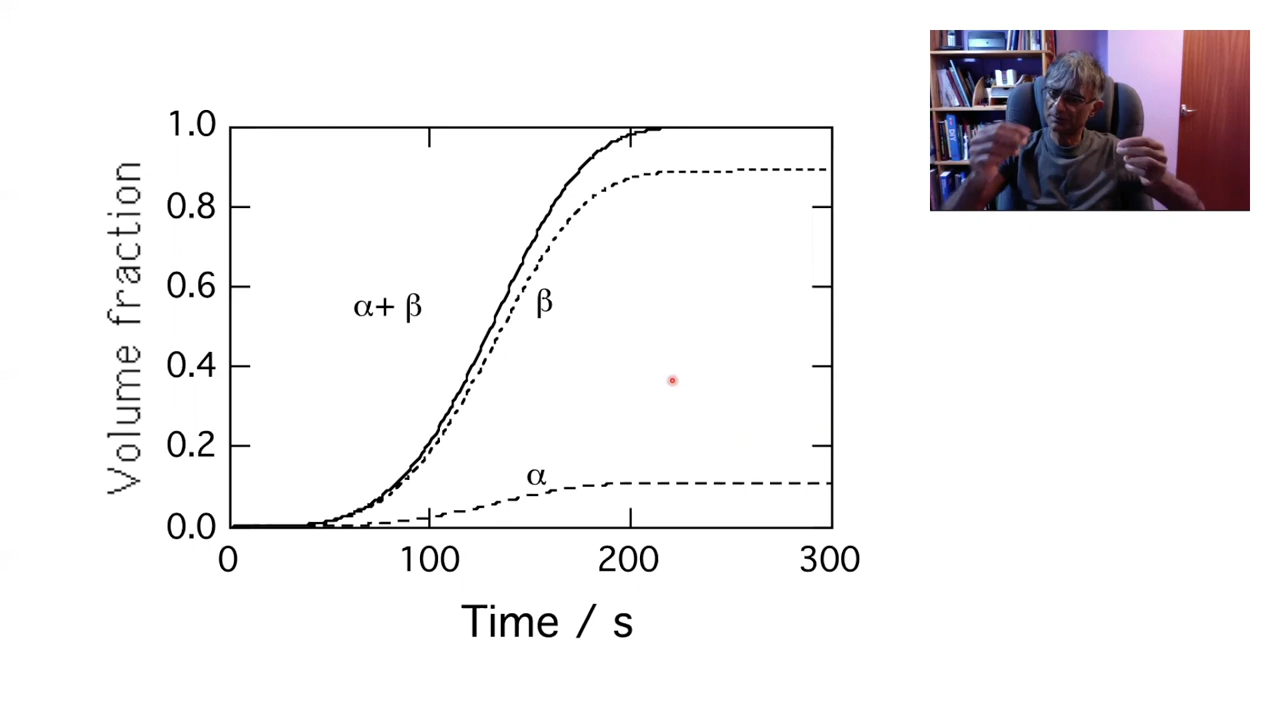 Volume fraction
1.0
0.8
0.6
0.4
0.2
0.0
α+ β
β
α
0
100
200
300
Time / s
DIY